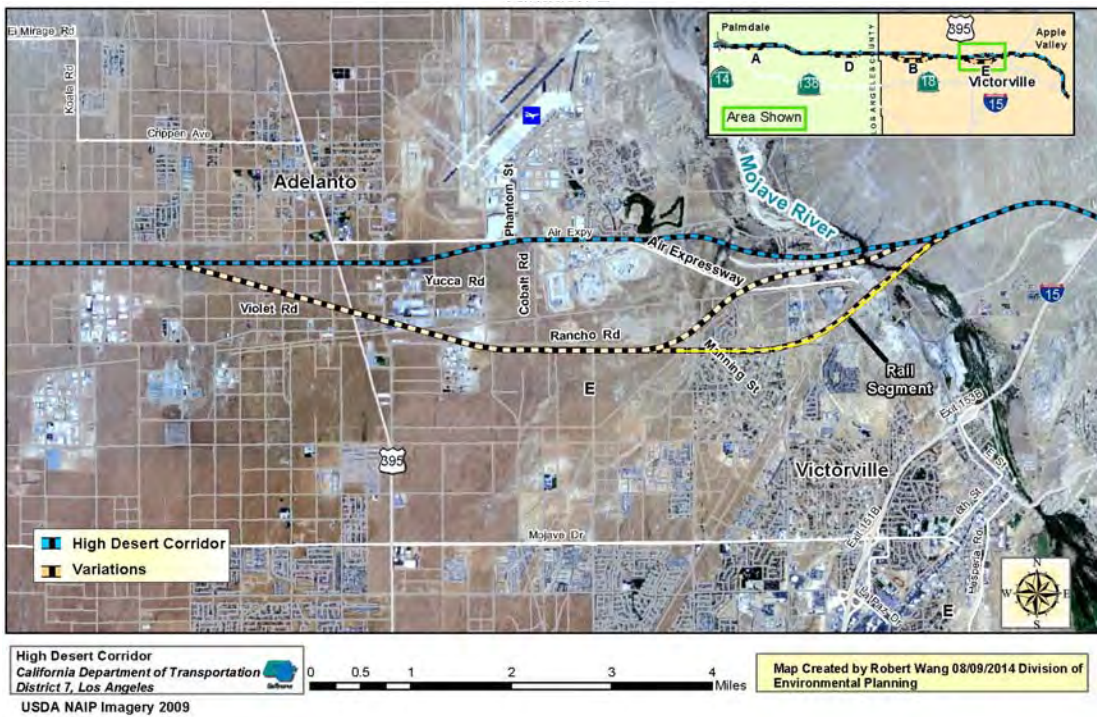 El Mirage Rd
Koala Rd
Crippen Ave
Adelanto
Phantom St
Air Expy
Air Expressway
Mojave River
Yucca Rd
Cobalt Rd
Violet Rd
Rancho Rd
Manning St
E
Rail
Segment
15
395
Victorville
Exit 153B
E St
6th St
Exit 151B
Mojave Dr
Hesperia Rd
La Paz Dr
E
Palmdale
395
Apple
Valley
A
D
B
E
Victorville
14
138
18
15
LOS ANGELES COUNTY
Area Shown
High Desert Corridor
Variations
N
W
E
S
High Desert Corridor
California Department of Transportation
District 7, Los Angeles
Caltrans
USDA NAIP Imagery 2009
0 0.5 1 2 3 4
Miles
Map Created by Robert Wang 08/09/2014 Division of
Environmental Planning